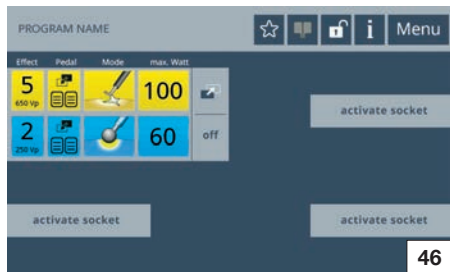 PROGRAM NAME
i
Menu
Effect Pedal Mode max. Watt
5 100
650 Vp
2 60 off
250 Vp
activate socket
activate socket activate socket
46